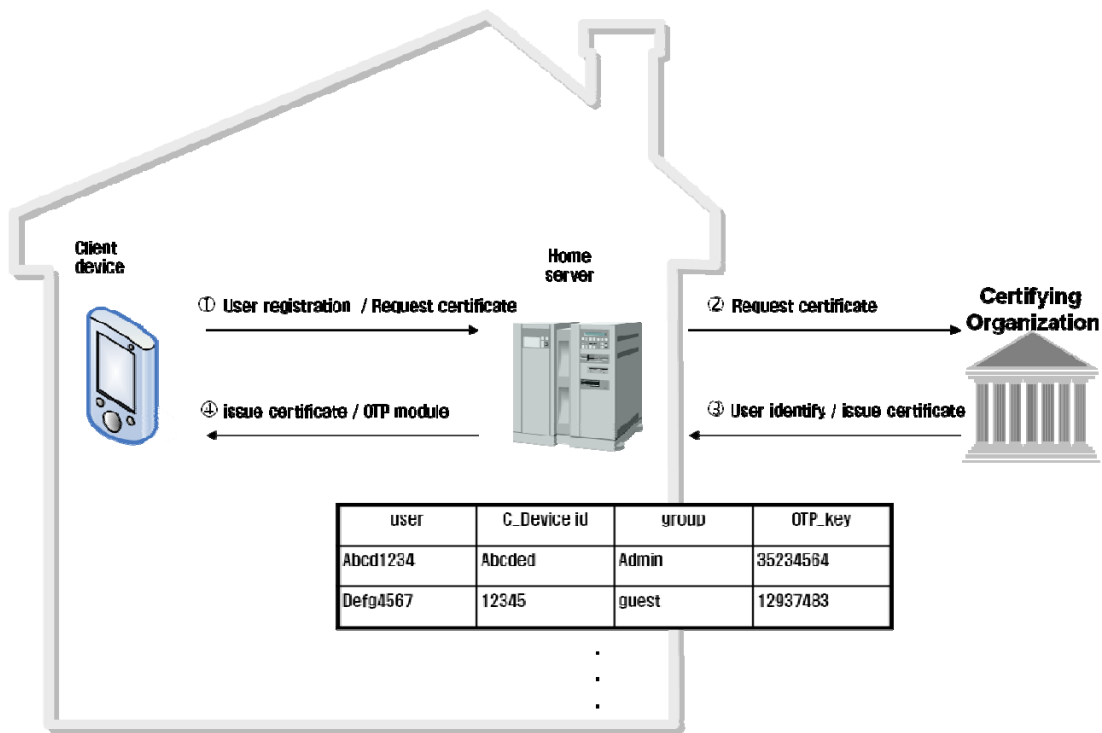 Client
device
Home
server
① User registration / Request certificate
② Request certificate
Certifying
Organization
④ issue certificate / OTP module
③ User identify / issue certificate
user C_Device id group OTP_key
Abcd1234 Abcded Admin 35234564
Defg4567 12345 guest 12937483